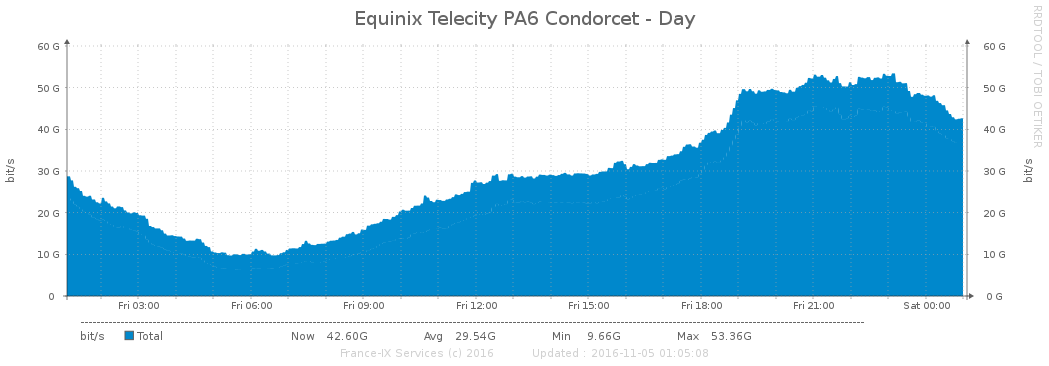 Equinix Telecity PA6 Condorcet - Day
RRDTOOL / TOBI OETIKER
60 G 60 G
50 G 50 G
40 G 40 G
30 G 30 G
20 G 20 G
10 G 10 G
0 0 G
bit/s bit/s
Fri 03:00 Fri 06:00 Fri 09:00 Fri 12:00 Fri 15:00 Fri 18:00 Fri 21:00 Sat 00:00
bit/s Total Now 42.60G Avg 29.54G Min 9.66G Max 53.36G
France-IX Services (c) 2016 Updated : 2016-11-05 01:05:08